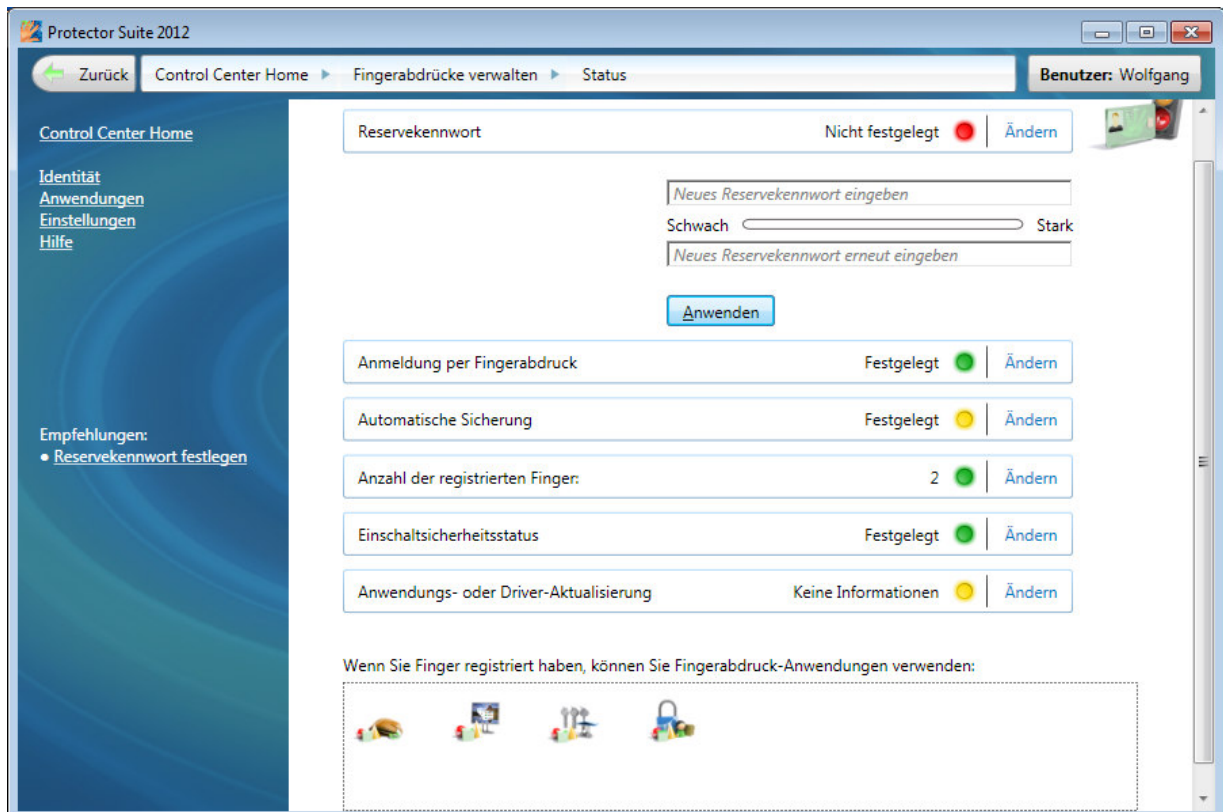 Protector Suite 2012
Zurück Control Center Home Fingerabdrücke verwalten Status Benutzer: Wolfgang
Control Center Home
Identität
Anwendungen
Einstellungen
Hilfe
Empfehlungen:
• Reservekennwort festlegen
Reservekennwort Nicht festgelegt Ändern
Neues Reservekennwort eingeben
Schwach Stark
Neues Reservekennwort erneut eingeben
Anwenden
Anmeldung per Fingerabdruck Festgelegt Ändern
Automatische Sicherung Festgelegt Ändern
Anzahl der registrierten Finger: 2 Ändern
Einschaltsicherheitsstatus Festgelegt Ändern
Anwendungs- oder Driver-Aktualisierung Keine Informationen Ändern
Wenn Sie Finger registriert haben, können Sie Fingerabdruck-Anwendungen verwenden: